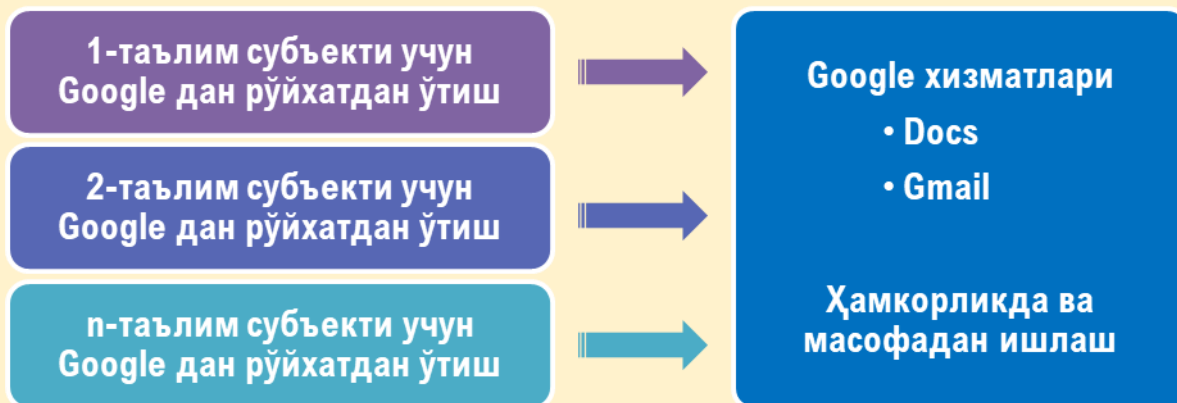 1-таълим субъекти учун
Google дан рўйхатдан ўтиш
2-таълим субъекти учун
Google дан рўйхатдан ўтиш
n-таълим субъекти учун
Google дан рўйхатдан ўтиш
Google хизматлари
• Docs
• Gmail
Ҳамкорликда ва
масофадан ишлаш